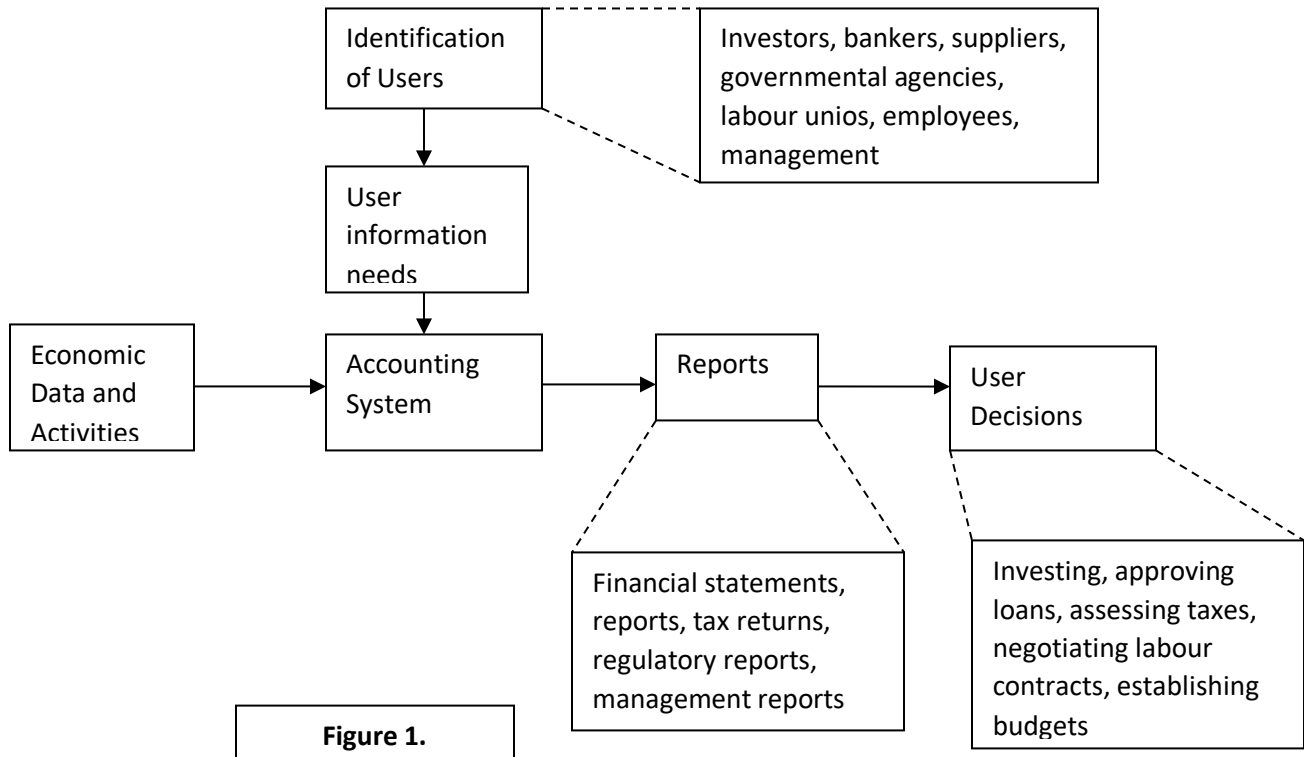 Identification
of Users
Investors, bankers, suppliers,
governmental agencies,
labour unios, employees,
management
User
information
needs
Economic
Data and
Activities
Accounting
System
Reports
User
Decisions
Financial statements,
reports, tax returns,
regulatory reports,
management reports
Investing, approving
loans, assessing taxes,
negotiating labour
contracts, establishing
budgets
Figure 1.